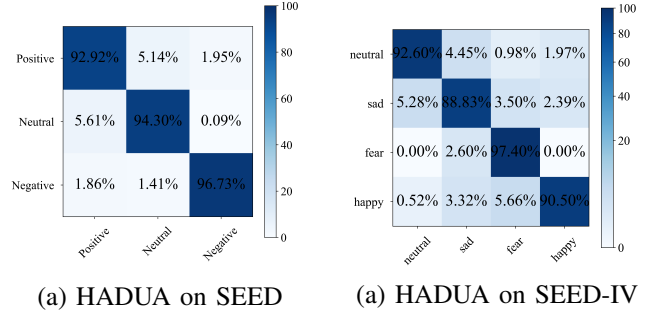 Positive 92.92% 5.14% 1.95%
Neutral 5.61% 94.30% 0.09%
Negative 1.86% 1.41% 96.73%
Positive Neutral Negative
100
80
60
40
20
0
(a) HADUA on SEED
neutral 92.60% 4.45% 0.98% 1.97%
sad 5.28% 88.83% 3.50% 2.39%
fear 0.00% 2.60% 97.40% 0.00%
happy 0.52% 3.32% 5.66% 90.50%
neutral sad fear happy
100
80
60
40
20
0
(a) HADUA on SEED-IV